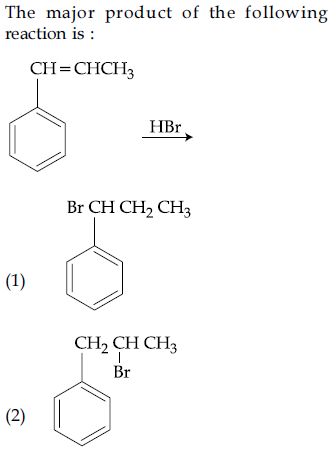 The major product of the following
reaction is :
CH=CHCH₃
HBr
Br CH CH₂ CH₃
(1)
CH₂ CH CH₃
Br
(2)